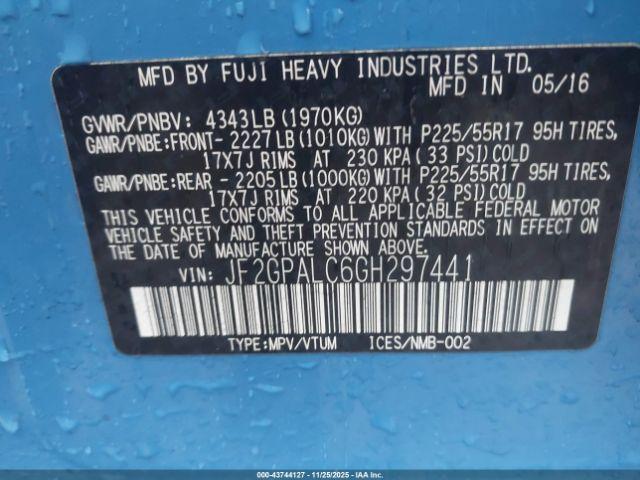 MFD BY FUJI HEAVY INDUSTRIES LTD.
MFD IN 05/16
GVWR/PNBV: 4343LB (1970KG)
GAWR/PNBE:FRONT- 2227LB (1010KG) WITH P225/55R17 95H TIRES,
17X7J RIMS AT 230 KPA ( 33 PSI) COLD
GAWR/PNBE:REAR - 2205LB (1000KG) WITH P225/55R17 95H TIRES,
17X7J RIMS AT 220 KPA ( 32 PSI) COLD
THIS VEHICLE CONFORMS TO ALL APPLICABLE FEDERAL MOTOR
VEHICLE SAFETY AND THEFT PREVENTION STANDARDS IN EFFECT ON
THE DATE OF MANUFACTURE SHOWN ABOVE.
VIN: JF2GPALC6GH297441
TYPE:MPV/VTUM ICES/NMB-002
000-43744127 - 11/25/2025 - COPART.CA